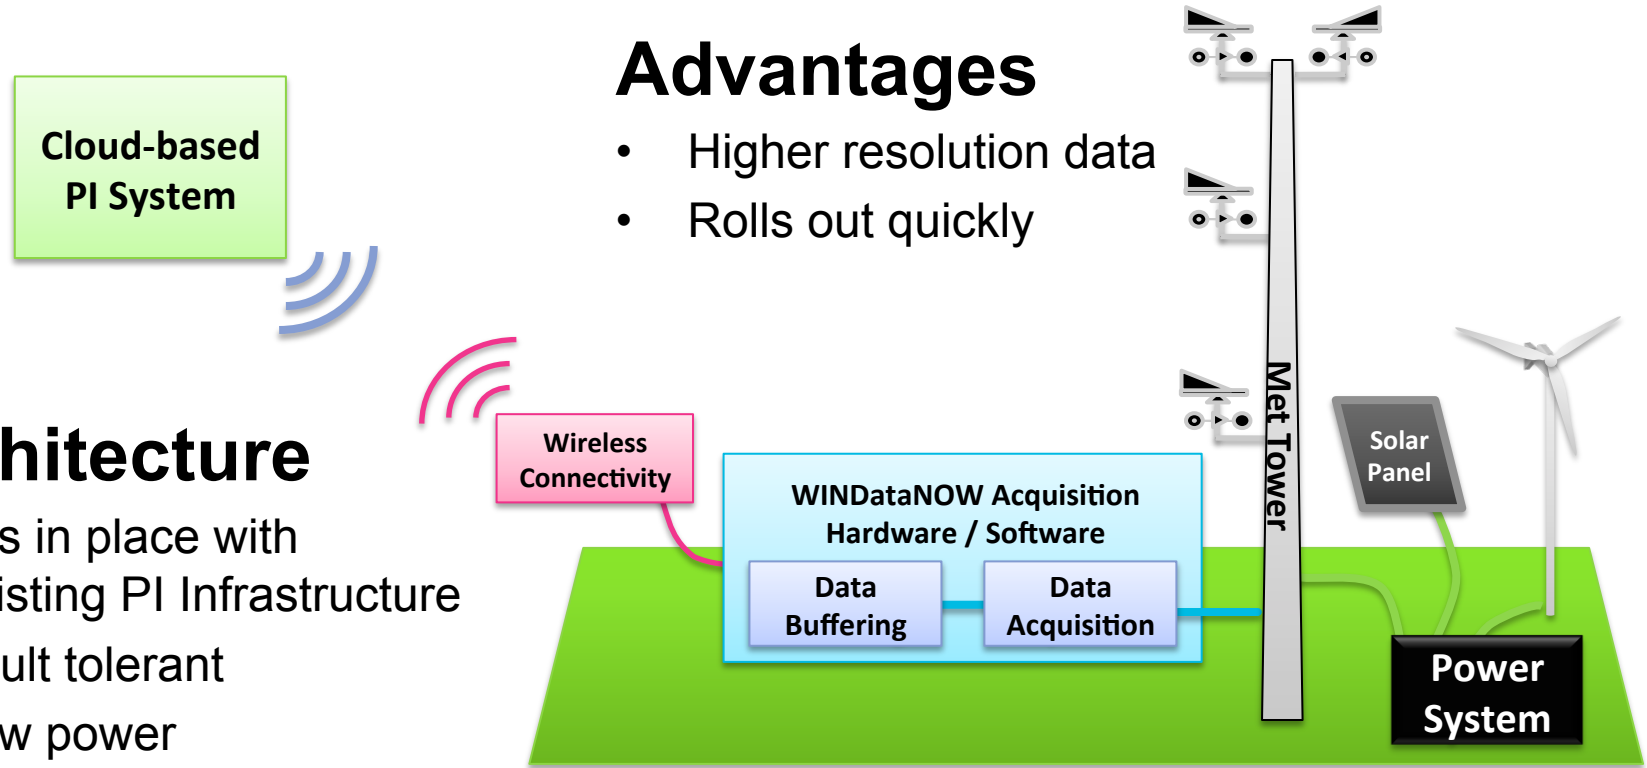 Advantages
• Higher resolution data
• Rolls out quickly
Cloud-based
PI System
hitecture
s in place with
isting PI Infrastructure
ult tolerant
w power
Wireless
Connectivity
WINDataNOW Acquisition
Hardware / Software
Data
Buffering
Data
Acquisition
Met Tower
Solar
Panel
Power
System